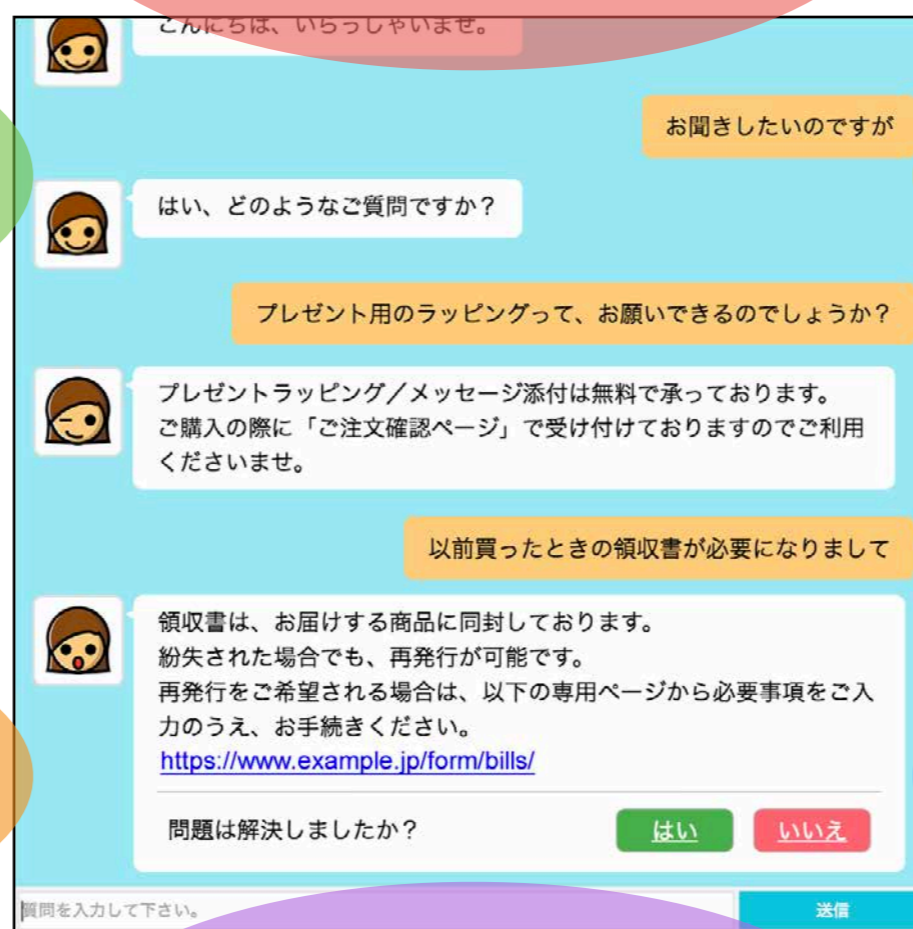 こんにちは、いらっしゃいませ。
お聞きしたいのですが
はい、どのようなご質問ですか？
プレゼント用のラッピングって、お願いできるのでしょうか？
プレゼントラッピング／メッセージ添付は無料で承っております。
ご購入の際に「ご注文確認ページ」で受け付けておりますのでご利用
くださいませ。
以前買ったときの領収書が必要になりまして
領収書は、お届けする商品に同封しております。
紛失された場合でも、再発行が可能です。
再発行をご希望される場合は、以下の専用ページから必要事項をご入
力のうえ、お手続きください。
https://www.example.jp/form/bills/
問題は解決しましたか？ はい いいえ
質問を入力して下さい。 送信